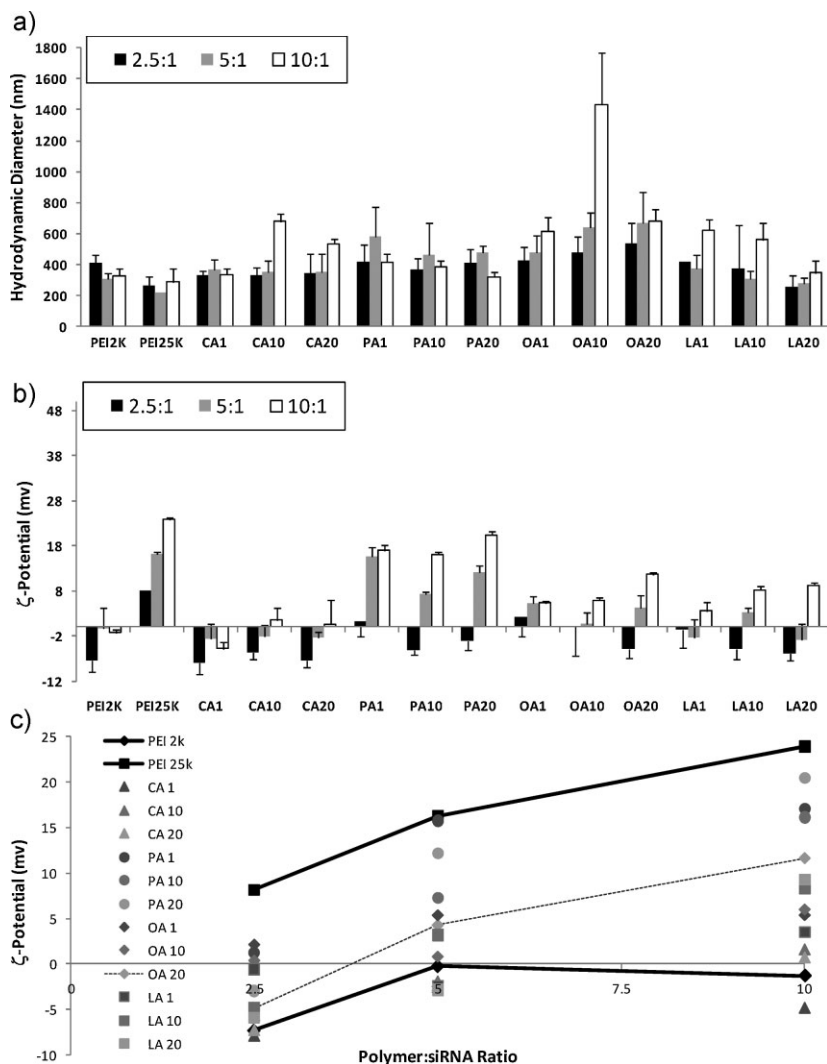 a)
2.5:1 5:1 10:1
Hydrodynamic Diameter (nm)
1800
1600
1400
1200
1000
800
600
400
200
0
PEI2K PEI25K CA1 CA10 CA20 PA1 PA10 PA20 OA1 OA10 OA20 LA1 LA10 LA20
b)
2.5:1 5:1 10:1
ζ-Potential (mv)
48
38
28
18
8
-2
-12
PEI2K PEI25K CA1 CA10 CA20 PA1 PA10 PA20 OA1 OA10 OA20 LA1 LA10 LA20
c)
ζ-Potential (mv)
25
20
15
10
5
0
-5
-10
PEI 2k
PEI 25k
CA 1
CA 10
CA 20
PA 1
PA 10
PA 20
OA 1
OA 10
OA 20
LA 1
LA 10
LA 20
0 2.5 5 7.5 10
Polymer:siRNA Ratio